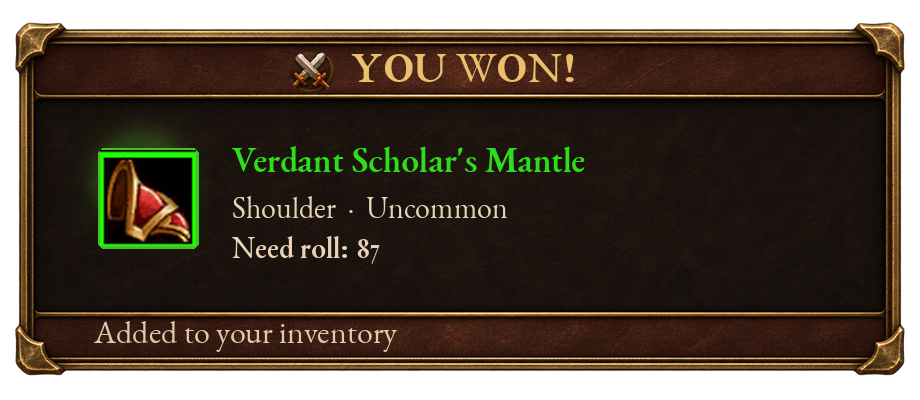 YOU WON!
Verdant Scholar's Mantle
Shoulder · Uncommon
Need roll: 87
Added to your inventory